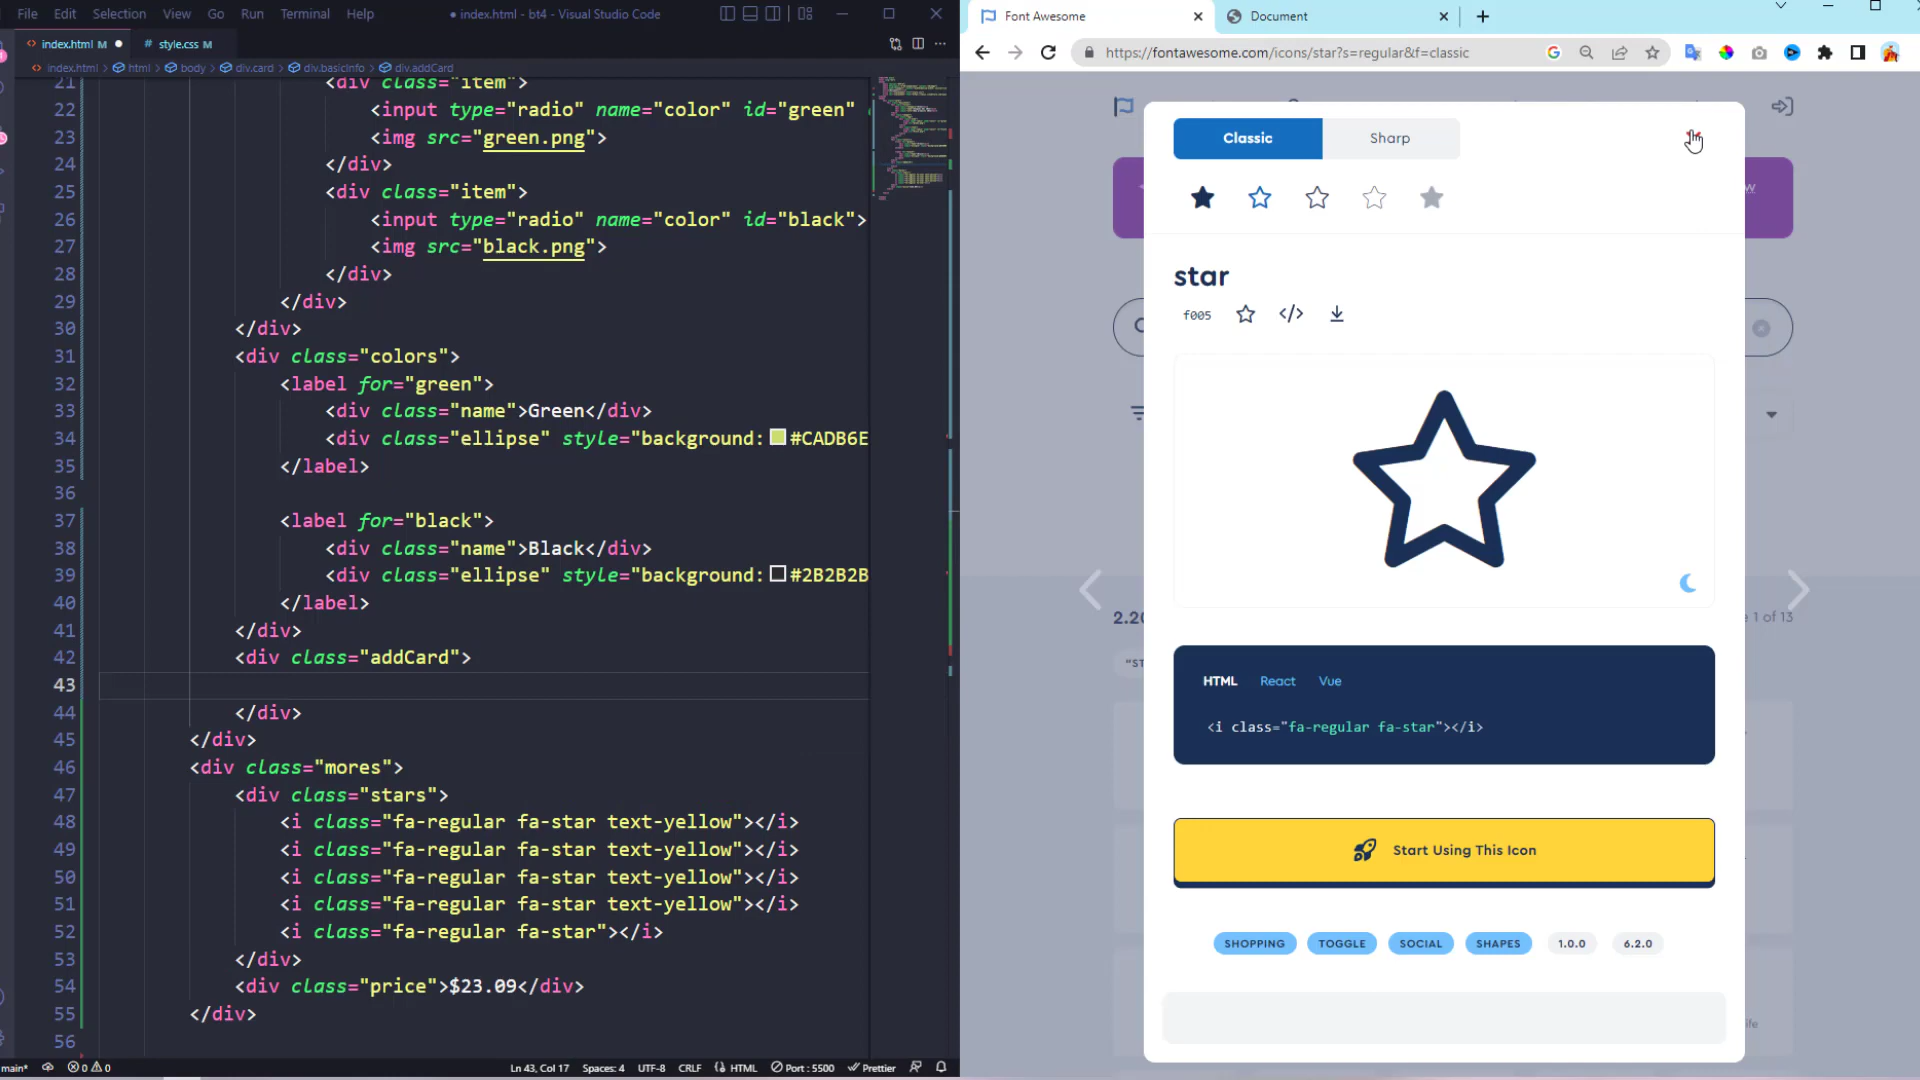 File Edit Selection View Go Run Terminal Help
● index.html - bt4 - Visual Studio Code
index.html M ●
# style.css M
index.html > html > body > div.card > div.basicInfo > div.addCard
21 <div class="item">
22 <input type="radio" name="color" id="green"
23 <img src="green.png">
24 </div>
25 <div class="item">
26 <input type="radio" name="color" id="black">
27 <img src="black.png">
28 </div>
29 </div>
30 </div>
31 <div class="colors">
32 <label for="green">
33 <div class="name">Green</div>
34 <div class="ellipse" style="background: #CADB6E
35 </label>
36
37 <label for="black">
38 <div class="name">Black</div>
39 <div class="ellipse" style="background: #2B2B2B
40 </label>
41 </div>
42 <div class="addCard">
43
44 </div>
45 </div>
46 <div class="mores">
47 <div class="stars">
48 <i class="fa-regular fa-star text-yellow"></i>
49 <i class="fa-regular fa-star text-yellow"></i>
50 <i class="fa-regular fa-star text-yellow"></i>
51 <i class="fa-regular fa-star text-yellow"></i>
52 <i class="fa-regular fa-star"></i>
53 </div>
54 <div class="price">$23.09</div>
55 </div>
56
main* 0 0 Ln 43, Col 17 Spaces: 4 UTF-8 CRLF HTML Port : 5500 Prettier
Font Awesome
Document
https://fontawesome.com/icons/star?s=regular&f=classic
Classic
Sharp
star
f005
HTML React Vue
<i class="fa-regular fa-star"></i>
Start Using This Icon
SHOPPING TOGGLE SOCIAL SHAPES 1.0.0 6.2.0
2.20
1 of 13